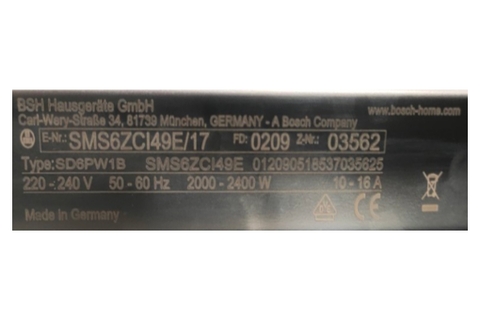 BSH Hausgeräte GmbH
Carl-Wery-Straße 34, 81739 München, GERMANY - A Bosch Company
www.bosch-home.com
E-Nr.: SMS6ZCI49E/17 FD: 0209 Z-Nr.: 03562
Type: SD6PW1B SMS6ZCI49E 012090518537035625
220 - 240 V 50 - 60 Hz 2000 - 2400 W 10 - 16 A
Made in Germany